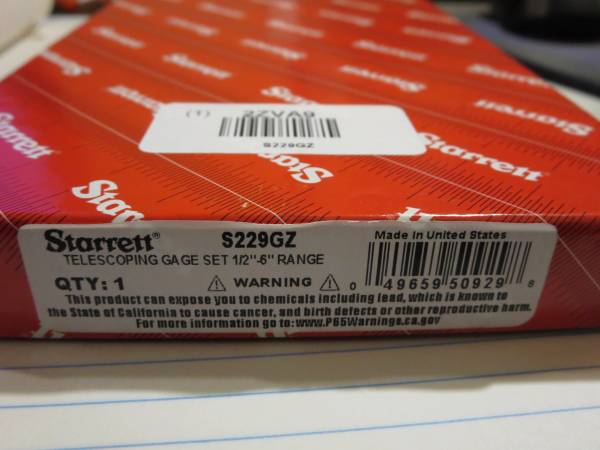 (1) 2ZVA9
S229GZ
Starrett
Starrett
Starrett
Starrett® S229GZ Made in United States
TELESCOPING GAGE SET 1/2"-6" RANGE
QTY: 1 ⚠ WARNING ⚠ 0 49659 50929 8
This product can expose you to chemicals including lead, which is known to
the State of California to cause cancer, and birth defects or other reproductive harm.
For more information go to: www.P65Warnings.ca.gov